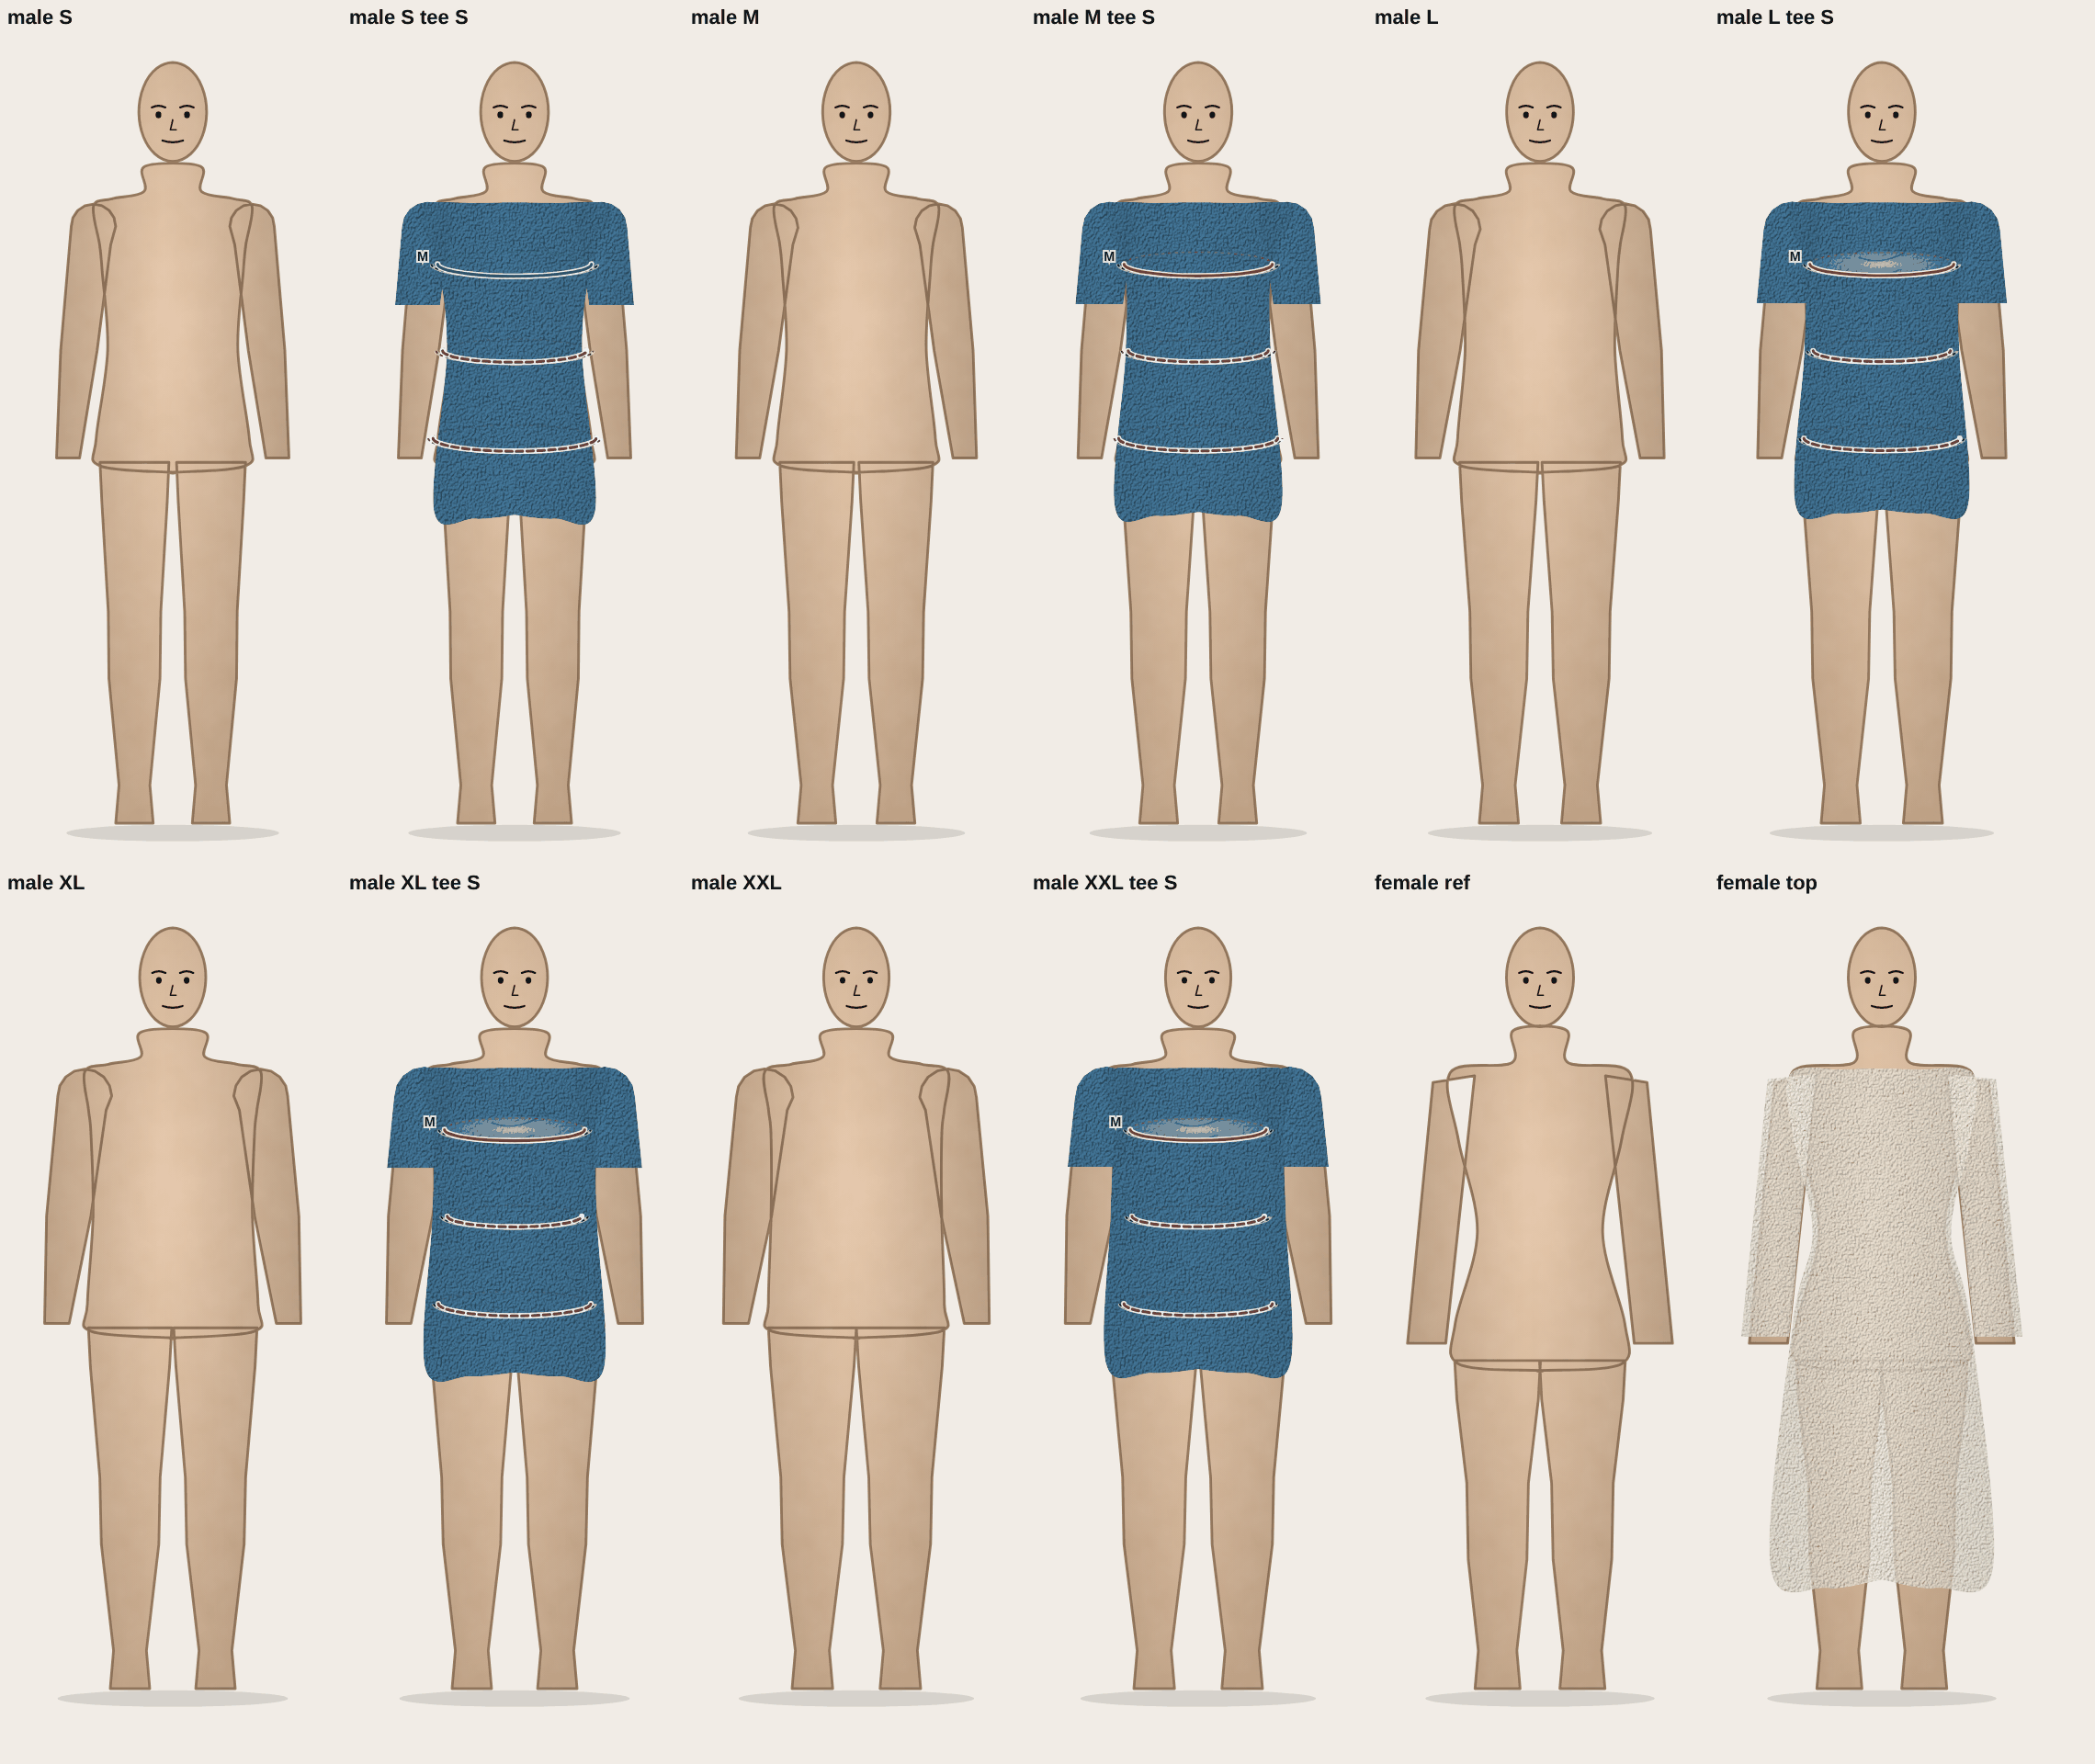 male S
male S tee S
male M
male M tee S
male L
male L tee S
M
M
M
male XL
male XL tee S
male XXL
male XXL tee S
female ref
female top
M
M